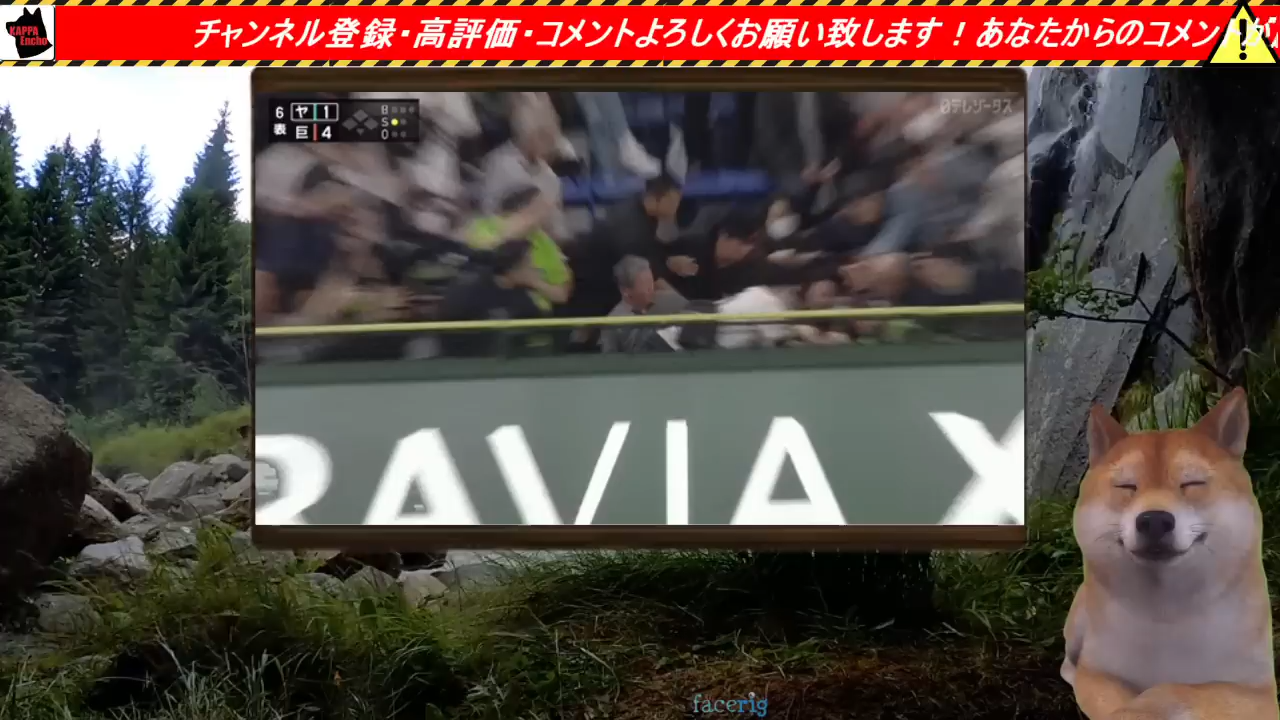 KAPPA
Encho
チャンネル登録・高評価・コメントよろしくお願い致します！あなたからのコメントが
6 ヤ 1
表 巨 4
B
S
O
日テレジータス
RAVIA X
facerig